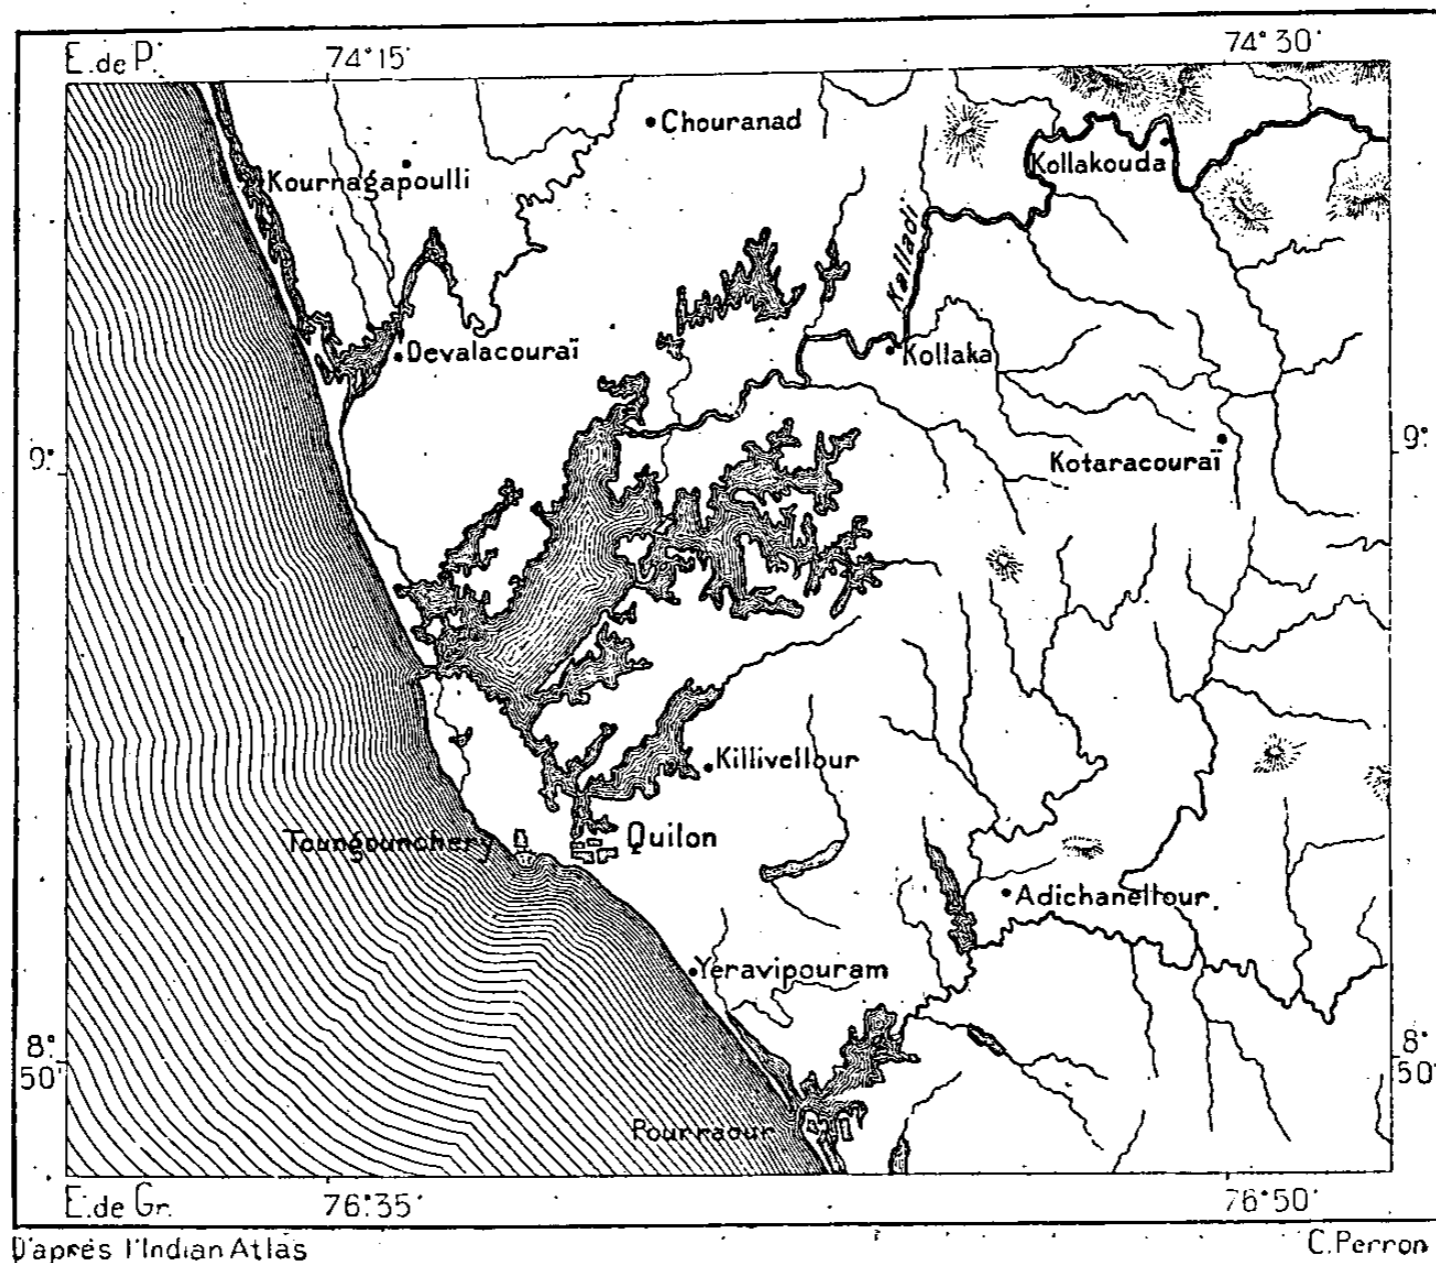 E. de P.
74° 15'
74° 30'
Chouranad
Kollakouda
Kournagapoulli
Kalladi
Devalacouraï
Kollaka
9°
9°
Kotaracouraï
Killivellour
Toungounchery
Quilon
Adichanellour
Yeravipouram
8°
50'
8°
50'
Pourraour
E. de Gr.
76° 35'
76° 50'
D'après l'Indian Atlas
C. Perron